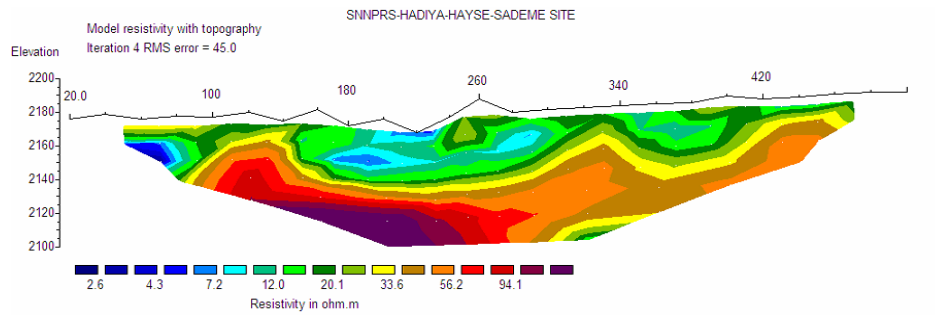 SNNPRS-HADIYA-HAYSE-SADEME SITE
Model resistivity with topography
Iteration 4 RMS error = 45.0
Elevation
2200
2180
2160
2140
2120
2100
20.0 100 180 260 340 420
2.6 4.3 7.2 12.0 20.1 33.6 56.2 94.1
Resistivity in ohm.m